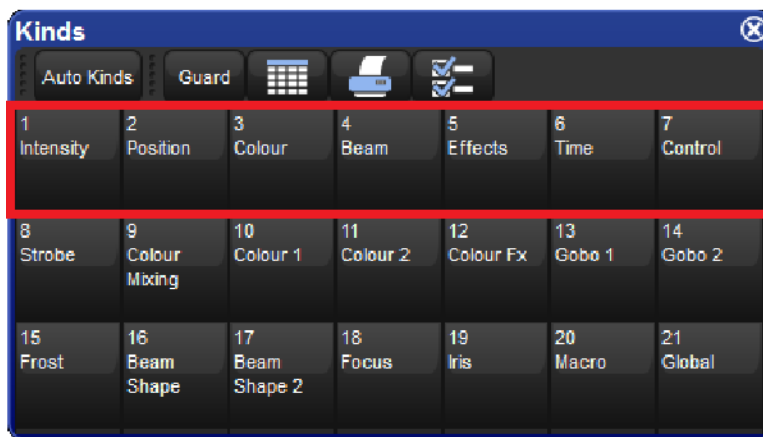 Kinds
Auto Kinds Guard
1 2 3 4 5 6 7
Intensity Position Colour Beam Effects Time Control
8 9 10 11 12 13 14
Strobe Colour Colour 1 Colour 2 Colour Fx Gobo 1 Gobo 2
Mixing
15 16 17 18 19 20 21
Frost Beam Beam Focus Iris Macro Global
Shape Shape 2